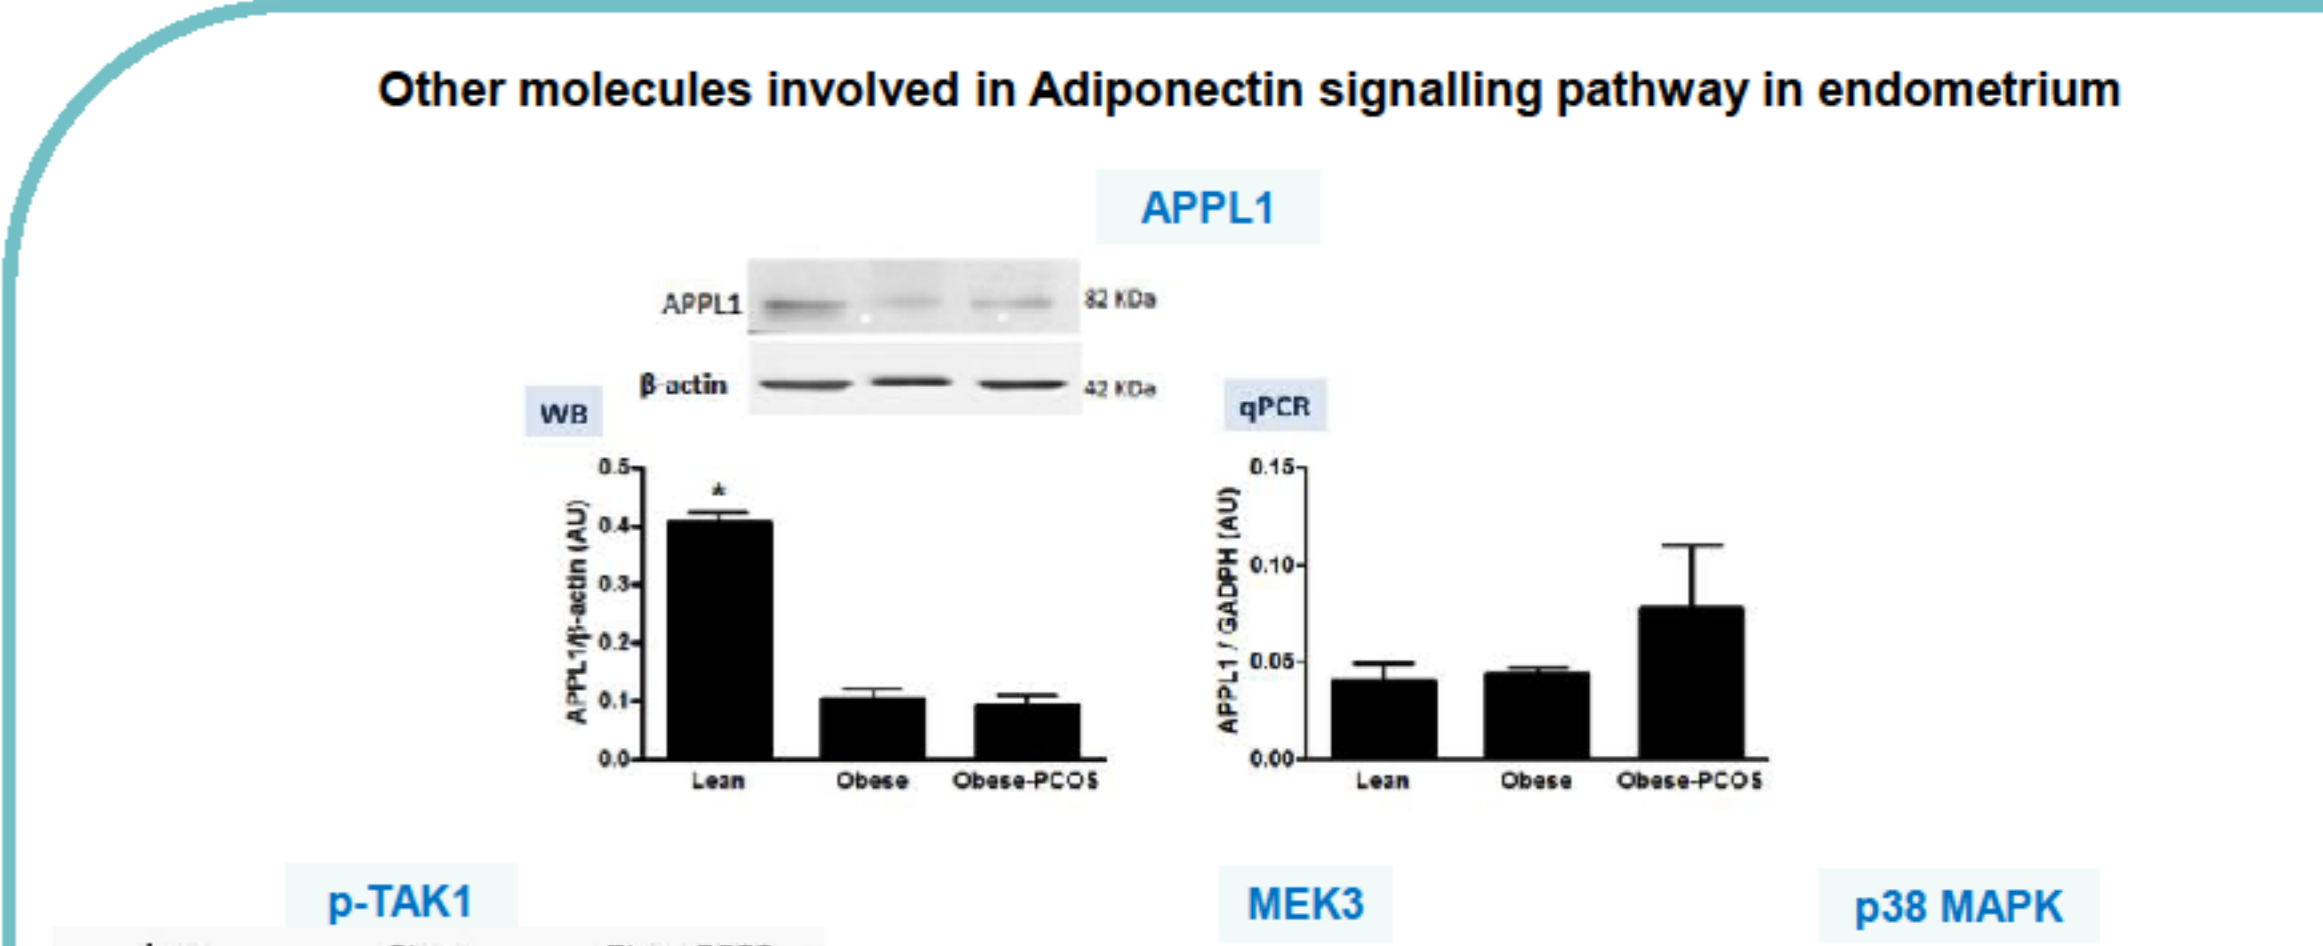 Other molecules involved in Adiponectin signalling pathway in endometrium
APPL1
APPL1
82 KDa
β-actin
42 KDa
WB
qPCR
APPL1/β-actin (AU)
0.5
0.4
0.3
0.2
0.1
0.0
*
Lean Obese Obese-PCOS
APPL1 / GADPH (AU)
0.15
0.10
0.05
0.00
Lean Obese Obese-PCOS
p-TAK1
MEK3
p38 MAPK